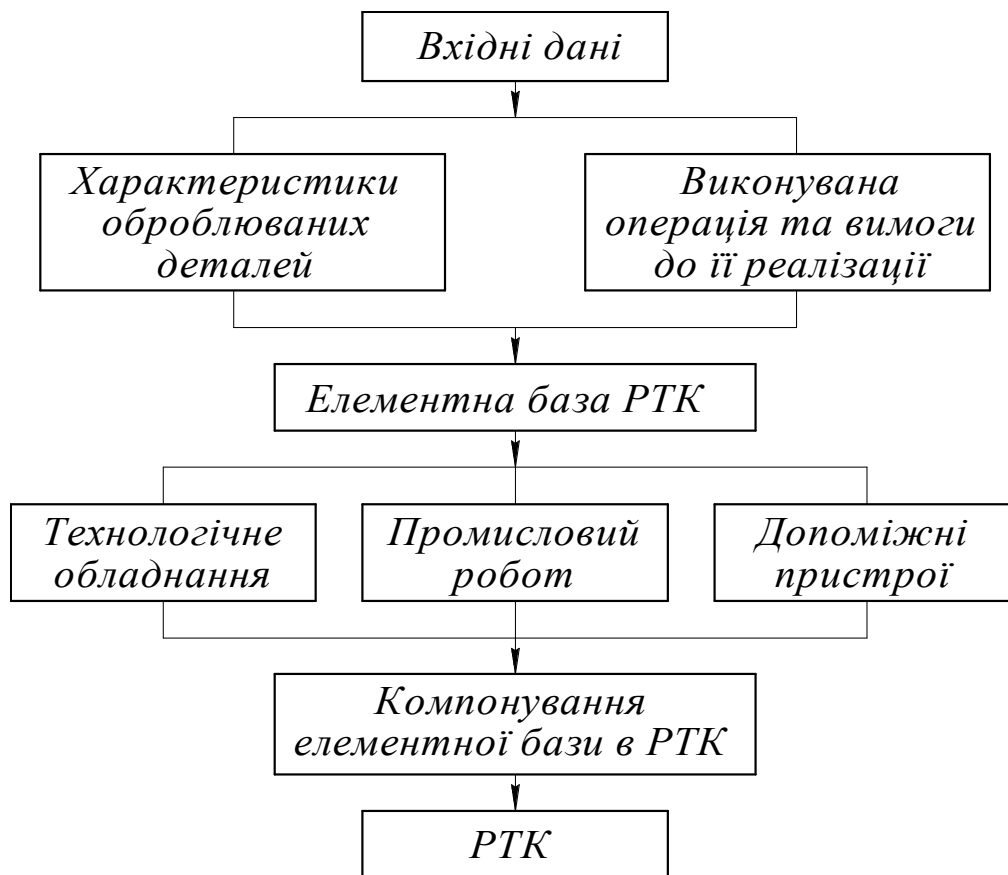 Вхідні дані
Характеристики
оброблюваних
деталей
Виконувана
операція та вимоги
до її реалізації
Елементна база РТК
Технологічне
обладнання
Промисловий
робот
Допоміжні
пристрої
Компонування
елементної бази в РТК
РТК